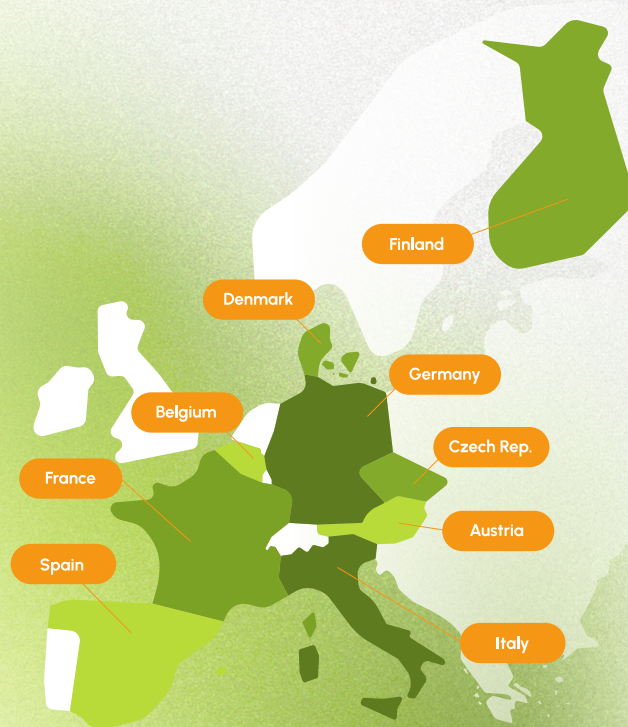 Finland
Denmark
Germany
Belgium
Czech Rep.
France
Austria
Spain
Italy